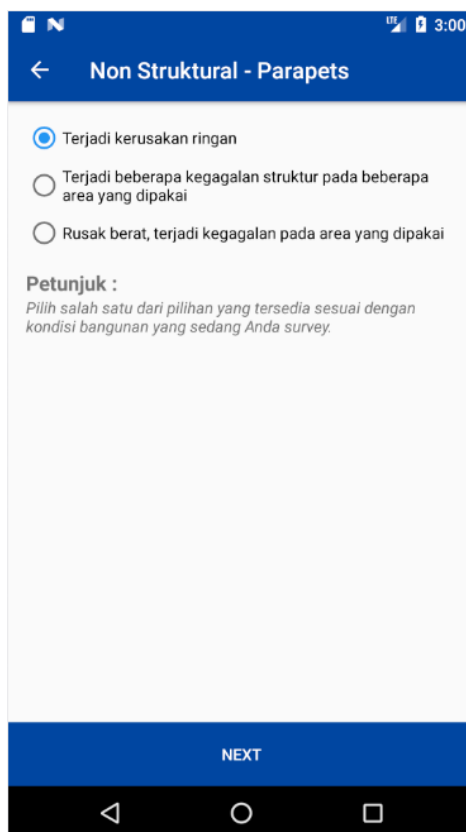 LTE 3:00
Non Struktural - Parapets
Terjadi kerusakan ringan
Terjadi beberapa kegagalan struktur pada beberapa
area yang dipakai
Rusak berat, terjadi kegagalan pada area yang dipakai
Petunjuk :
Pilih salah satu dari pilihan yang tersedia sesuai dengan
kondisi bangunan yang sedang Anda survey.
NEXT